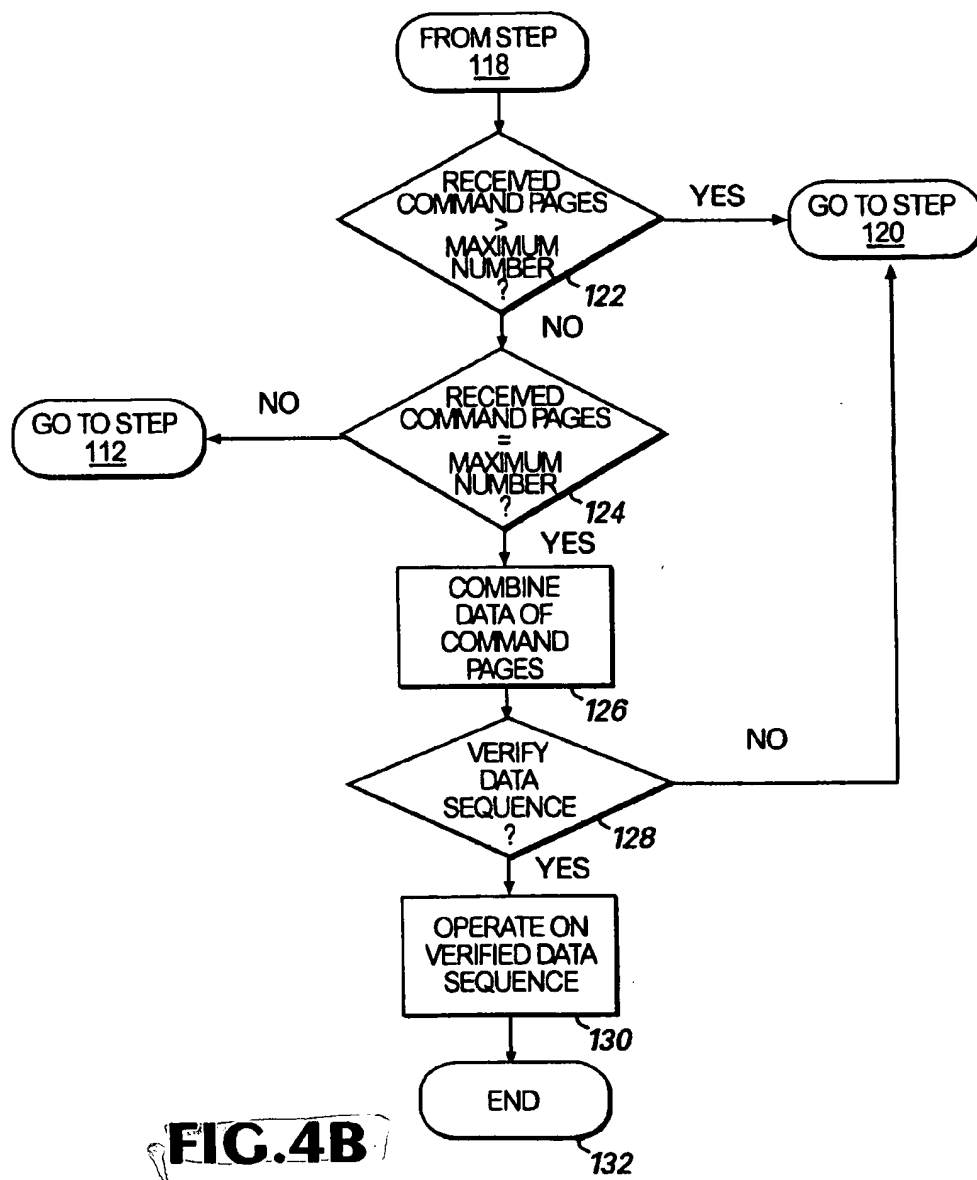 FROM STEP
118
RECEIVED
COMMAND PAGES
>
MAXIMUM
NUMBER
?
122
YES
GO TO STEP
120
NO
RECEIVED
COMMAND PAGES
=
MAXIMUM
NUMBER
?
124
NO
GO TO STEP
112
YES
COMBINE
DATA OF
COMMAND
PAGES
126
VERIFY
DATA
SEQUENCE
?
128
NO
YES
OPERATE ON
VERIFIED DATA
SEQUENCE
130
END
132
FIG.4B